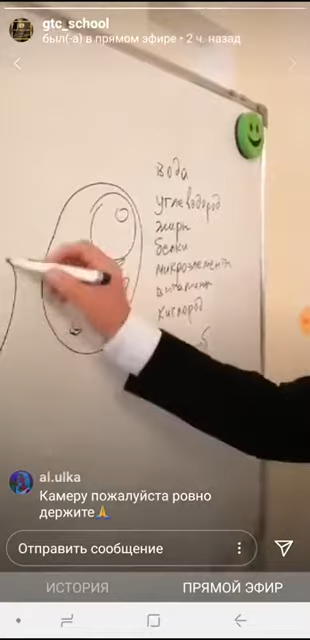 gtc_school
был(-а) в прямом эфире • 2 ч. назад
вода
углеводород
жиры
белки
микроэлементы
витамины
кислород
al.ulka
Камеру пожалуйста ровно
держите🙏
Отправить сообщение
ИСТОРИЯ
ПРЯМОЙ ЭФИР